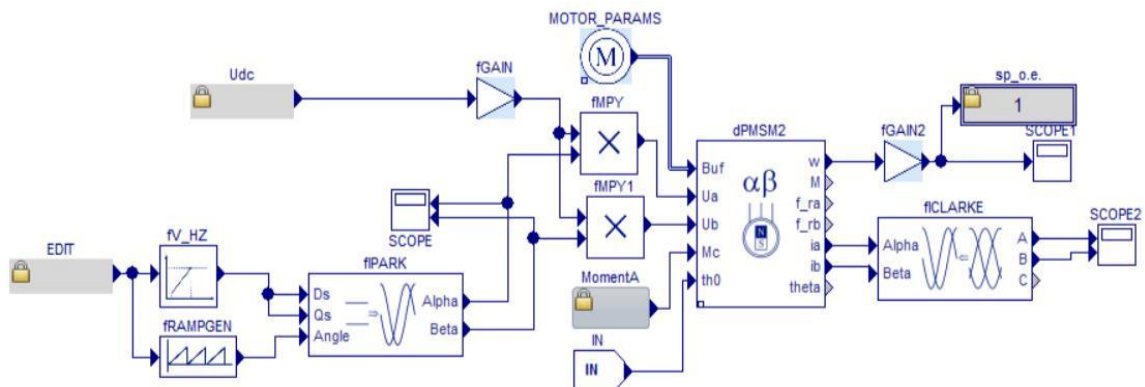 MOTOR_PARAMS
M
Udc
fGAIN
fMPY
×
sp_o.e.
1
dPMSM2
fGAIN2
SCOPE1
Buf
Ua
Ub
Mc
th0
αβ
N
S
w
M
f_ra
f_rb
ia
ib
theta
fMPY1
×
SCOPE
fICLARKE
Alpha
Beta
A
B
C
SCOPE2
EDIT
fV_HZ
fIPARK
Ds
Qs
Angle
Alpha
Beta
MomentA
fRAMPGEN
IN
IN